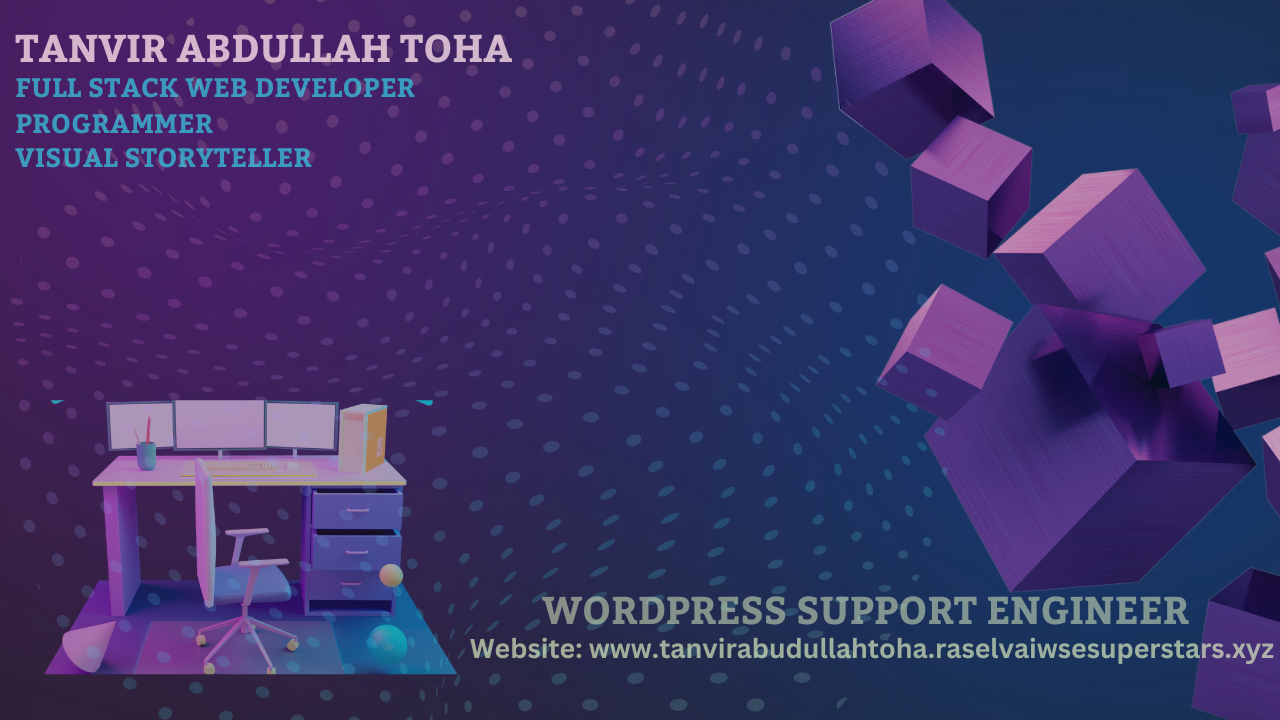 TANVIR ABDULLAH TOHA
FULL STACK WEB DEVELOPER
PROGRAMMER
VISUAL STORYTELLER
WORDPRESS SUPPORT ENGINEER
Website: www.tanvirabudullahtoha.raselvaiwsesuperstars.xyz